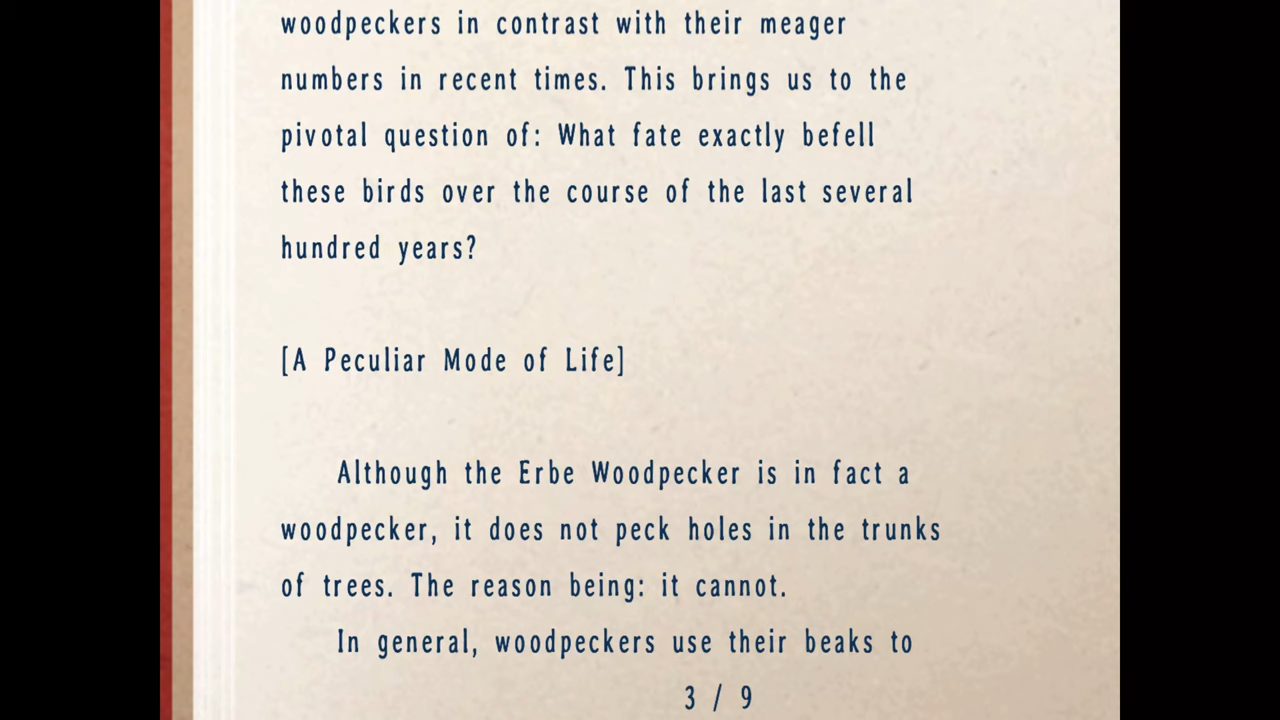 woodpeckers in contrast with their meager
numbers in recent times. This brings us to the
pivotal question of: What fate exactly befell
these birds over the course of the last several
hundred years?
[A Peculiar Mode of Life]
Although the Erbe Woodpecker is in fact a
woodpecker, it does not peck holes in the trunks
of trees. The reason being: it cannot.
In general, woodpeckers use their beaks to
3 / 9